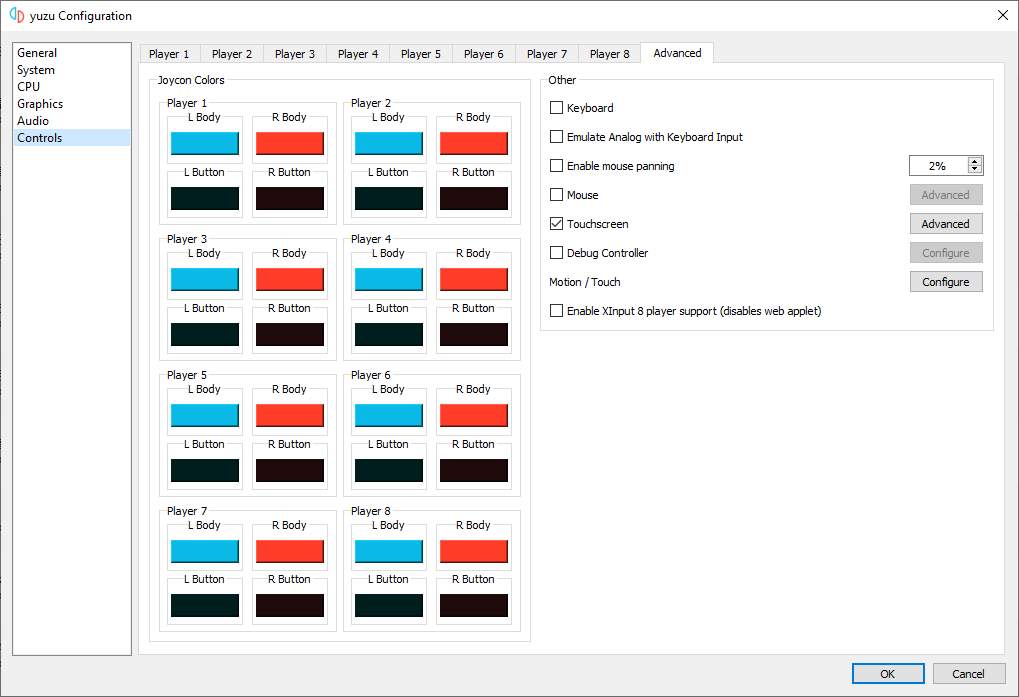 yuzu Configuration
General
System
CPU
Graphics
Audio
Controls
Player 1 Player 2 Player 3 Player 4 Player 5 Player 6 Player 7 Player 8 Advanced
Joycon Colors
Player 1
L Body R Body
L Button R Button
Player 2
L Body R Body
L Button R Button
Player 3
L Body R Body
L Button R Button
Player 4
L Body R Body
L Button R Button
Player 5
L Body R Body
L Button R Button
Player 6
L Body R Body
L Button R Button
Player 7
L Body R Body
L Button R Button
Player 8
L Body R Body
L Button R Button
Other
Keyboard
Emulate Analog with Keyboard Input
Enable mouse panning 2%
Mouse Advanced
Touchscreen Advanced
Debug Controller Configure
Motion / Touch Configure
Enable XInput 8 player support (disables web applet)
OK Cancel